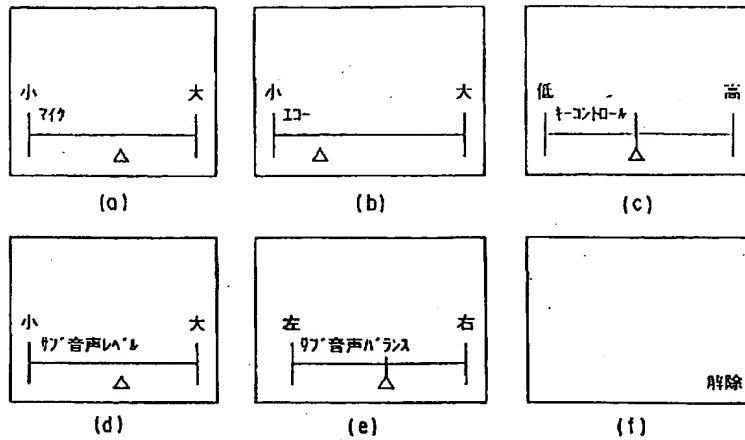 小 大
マイク
(a)
小 大
エコー
(b)
低 高
キーコントロール
(c)
小 大
サブ音声レベル
(d)
左 右
サブ音声バランス
(e)
解除
(f)